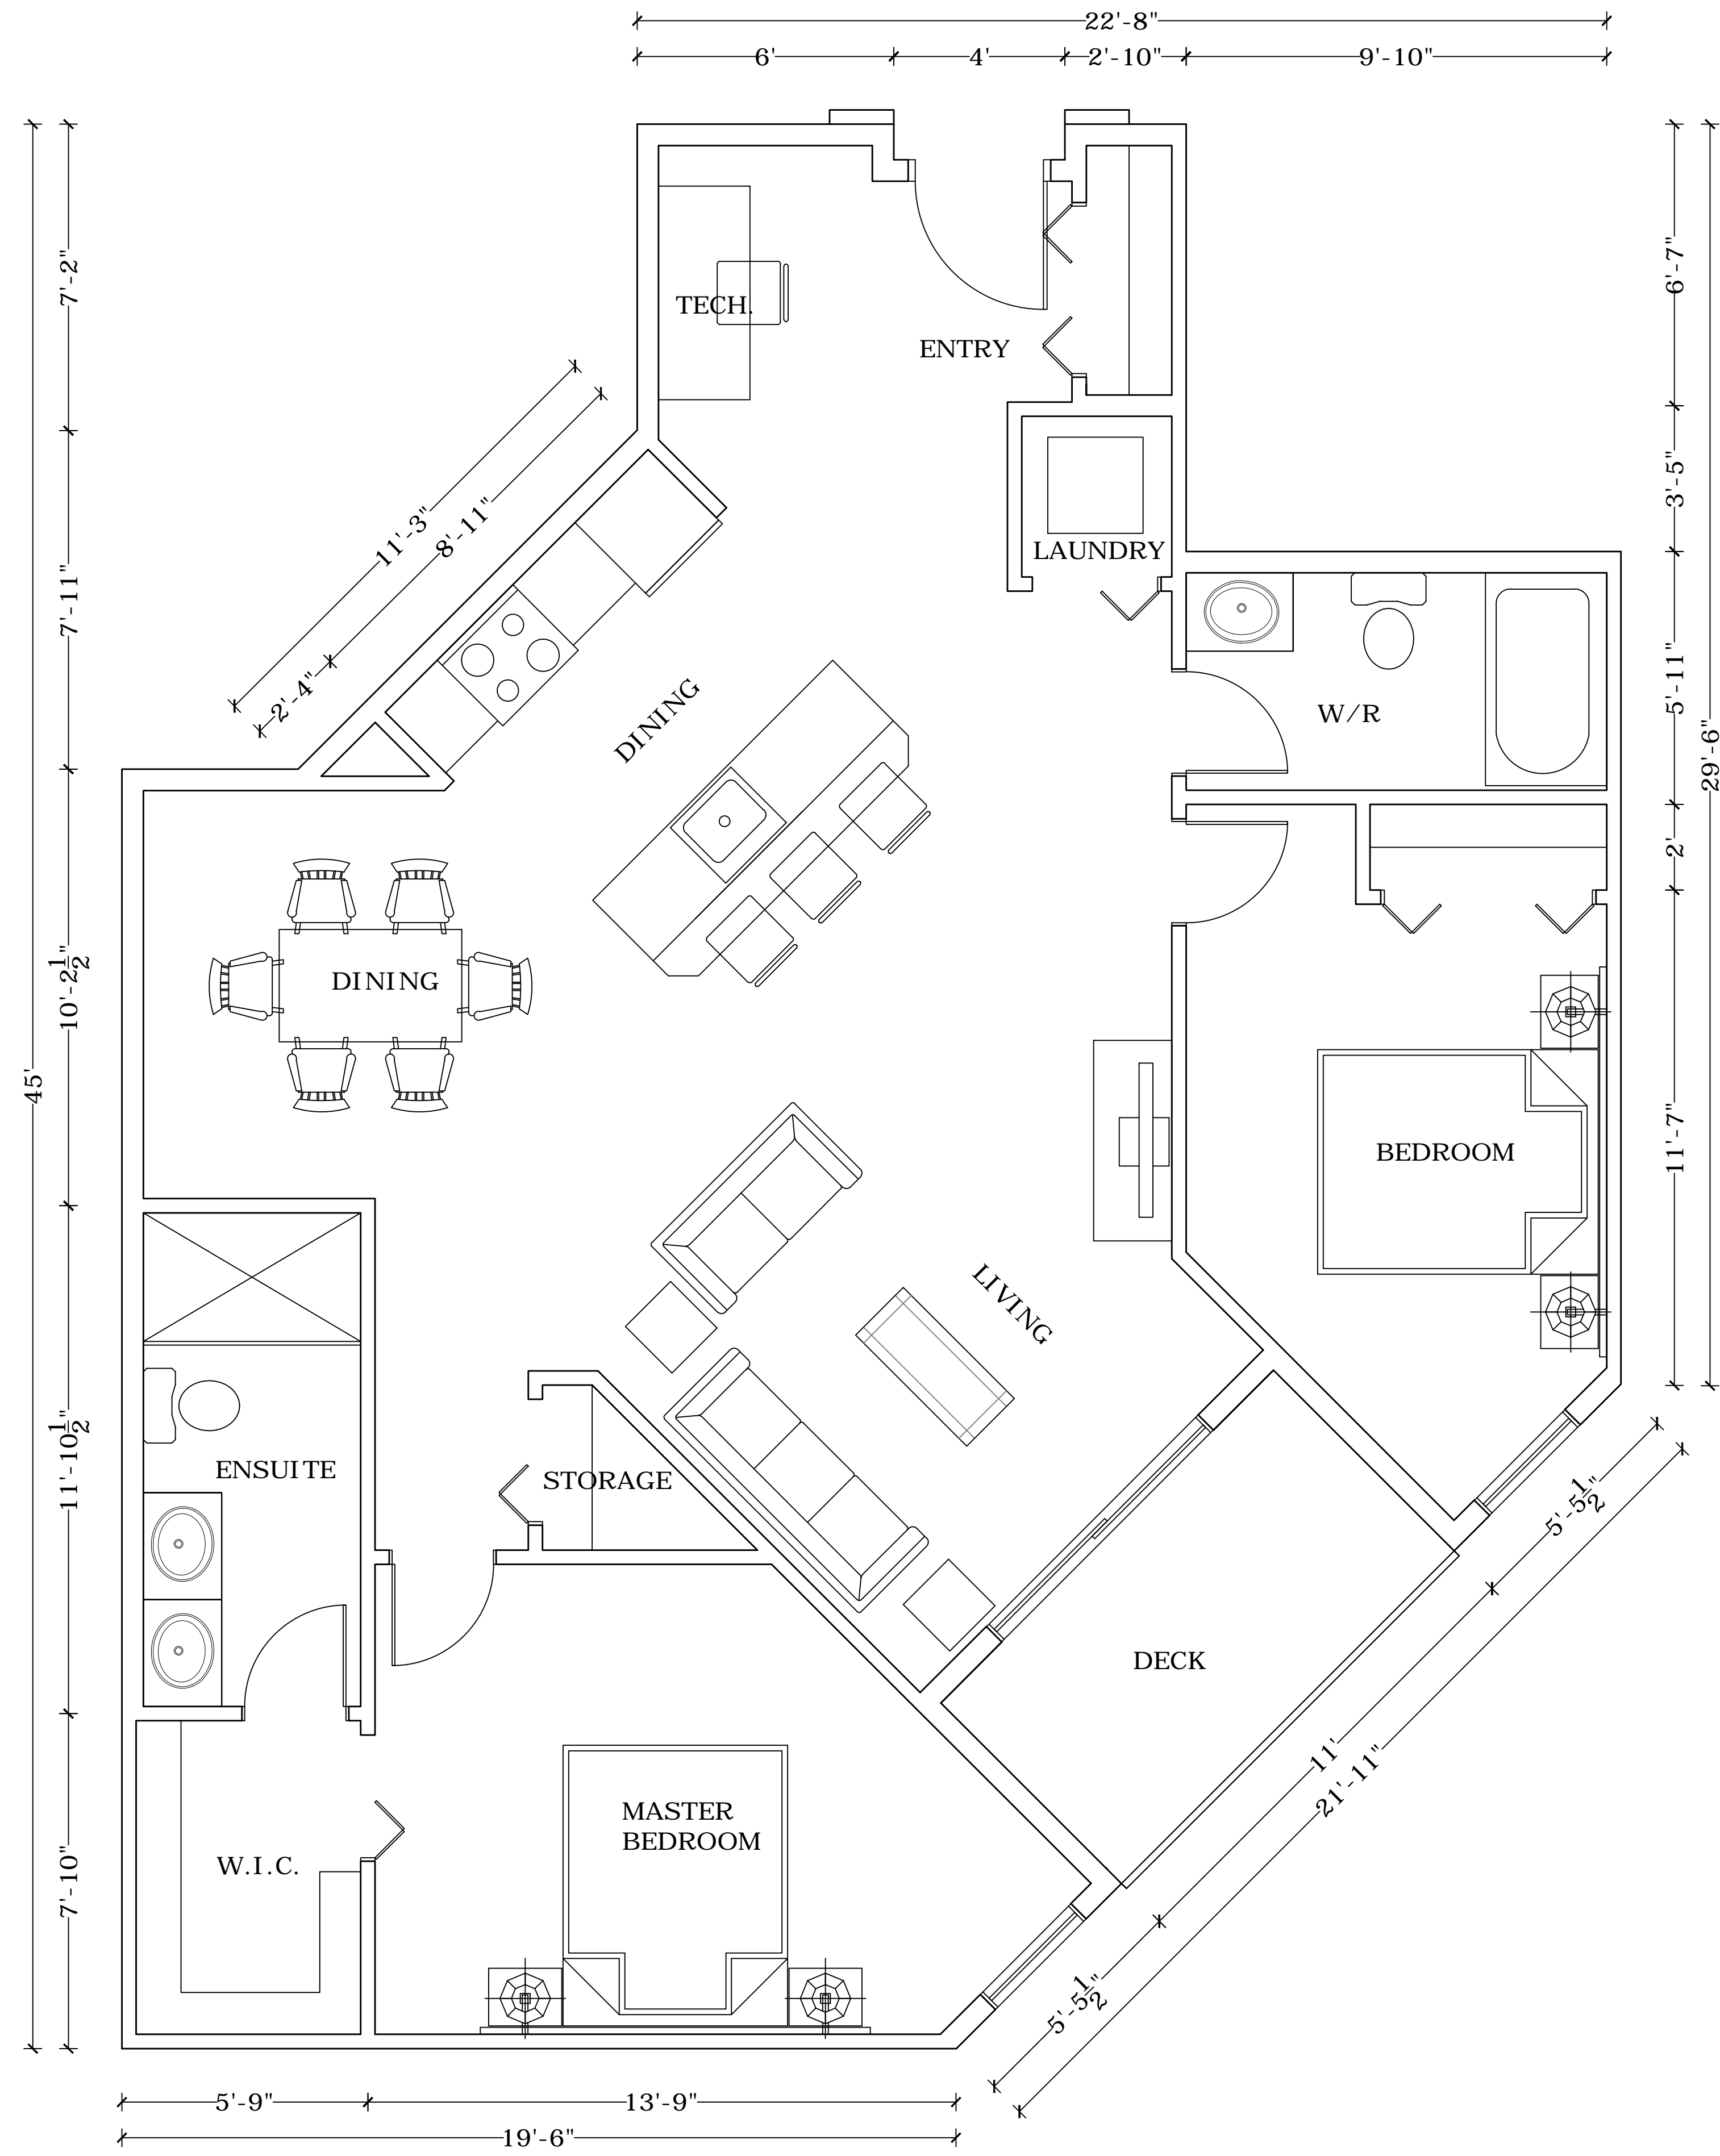 22'-8"
6'
4'
2'-10"
9'-10"
7'-2"
6'-7"
TECH.
ENTRY
11'-3"
8'-11"
3'-5"
LAUNDRY
7'-11"
2'-4"
DINING
W/R
5'-11"
29'-6"
2'
DINING
10'-2 1/2"
45'
BEDROOM
11'-7"
LIVING
11'-10 1/2"
ENSUITE
STORAGE
5'-5 1/2"
DECK
11'
21'-11"
MASTER
BEDROOM
W.I.C.
7'-10"
5'-5 1/2"
5'-9"
13'-9"
19'-6"